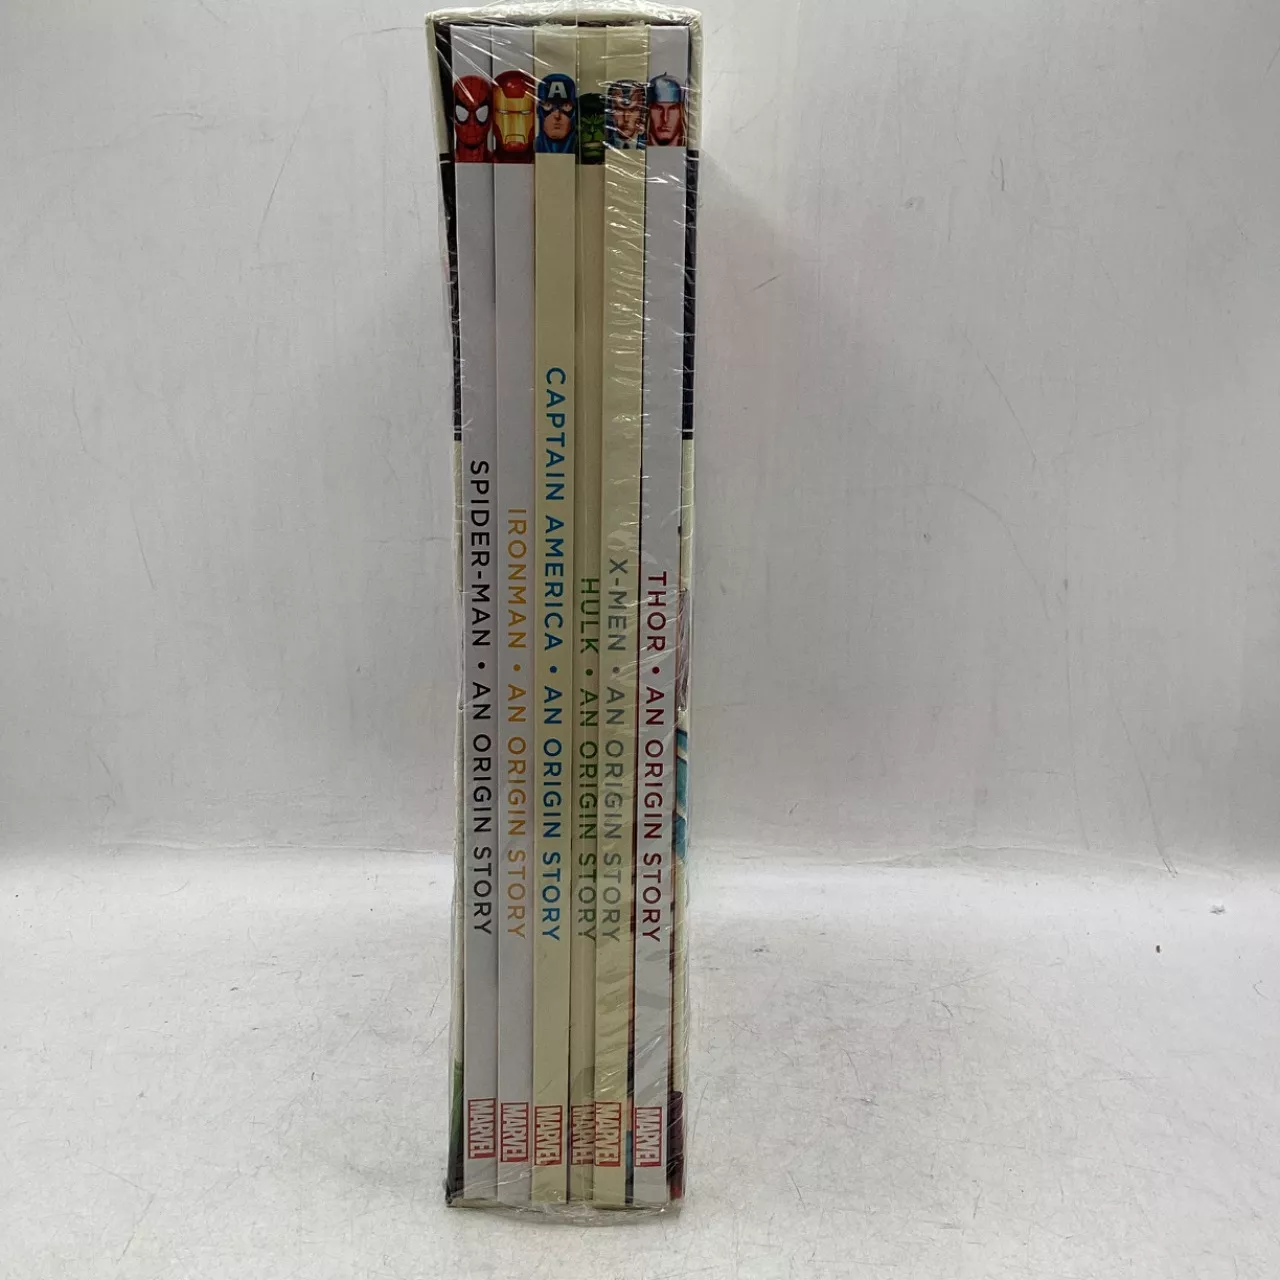 SPIDER-MAN • AN ORIGIN STORY
MARVEL
IRONMAN • AN ORIGIN STORY
MARVEL
A
CAPTAIN AMERICA • AN ORIGIN STORY
MARVEL
HULK • AN ORIGIN STORY
MARVEL
X-MEN • AN ORIGIN STORY
MARVEL
THOR • AN ORIGIN STORY
MARVEL